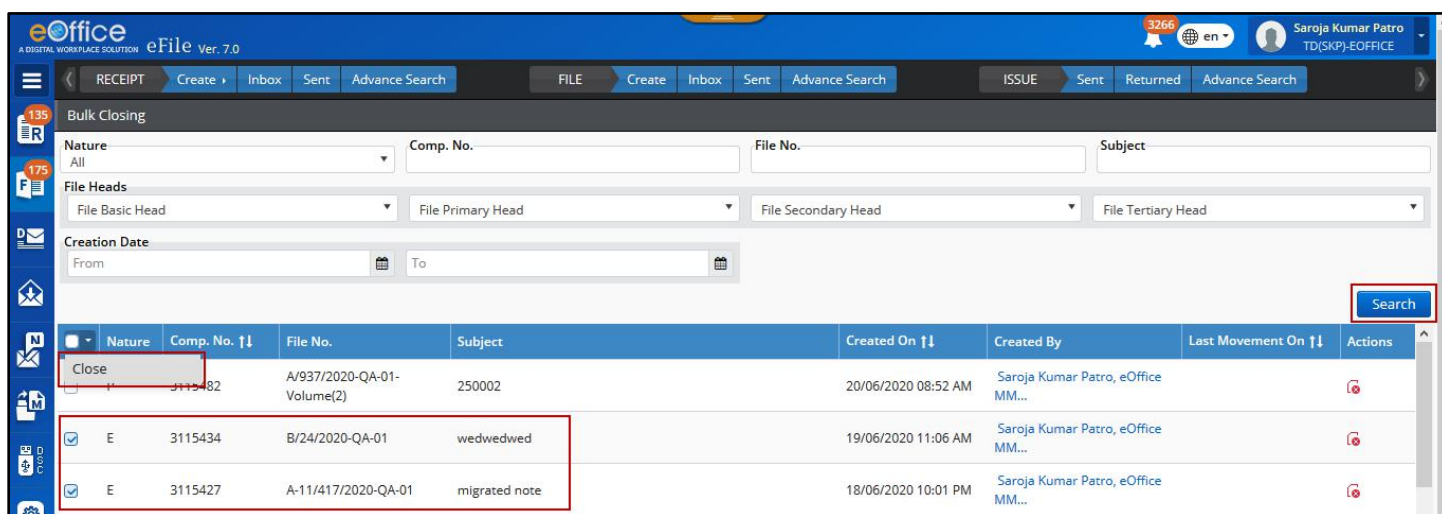 eOffice
A DIGITAL WORKPLACE SOLUTION eFile Ver. 7.0
3266
en
Saroja Kumar Patro
TD(SKP)-EOFFICE
RECEIPT Create Inbox Sent Advance Search FILE Create Inbox Sent Advance Search ISSUE Sent Returned Advance Search
135
R
Bulk Closing
Nature Comp. No. File No. Subject
All
175
F
File Heads
File Basic Head File Primary Head File Secondary Head File Tertiary Head
D
Creation Date
From To
Search
N
Nature Comp. No. File No. Subject Created On Created By Last Movement On Actions
Close
3115482 A/937/2020-QA-01-Volume(2) 250002 20/06/2020 08:52 AM Saroja Kumar Patro, eOffice MM...
M
E 3115434 B/24/2020-QA-01 wedwedwed 19/06/2020 11:06 AM Saroja Kumar Patro, eOffice MM...
DSC
E 3115427 A-11/417/2020-QA-01 migrated note 18/06/2020 10:01 PM Saroja Kumar Patro, eOffice MM...